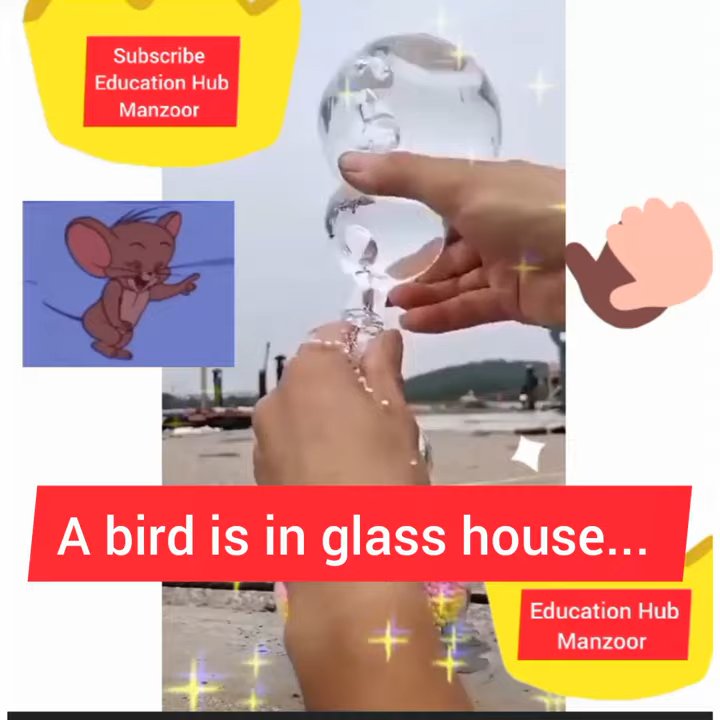 Subscribe
Education Hub
Manzoor
A bird is in glass house...
Education Hub
Manzoor